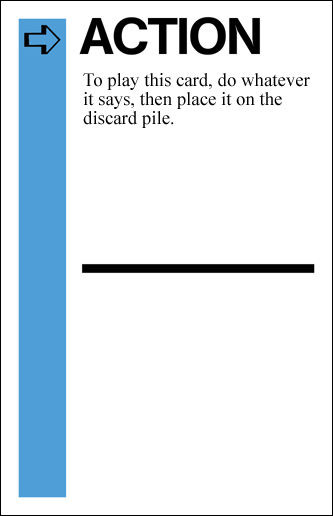 ACTION
To play this card, do whatever
it says, then place it on the
discard pile.